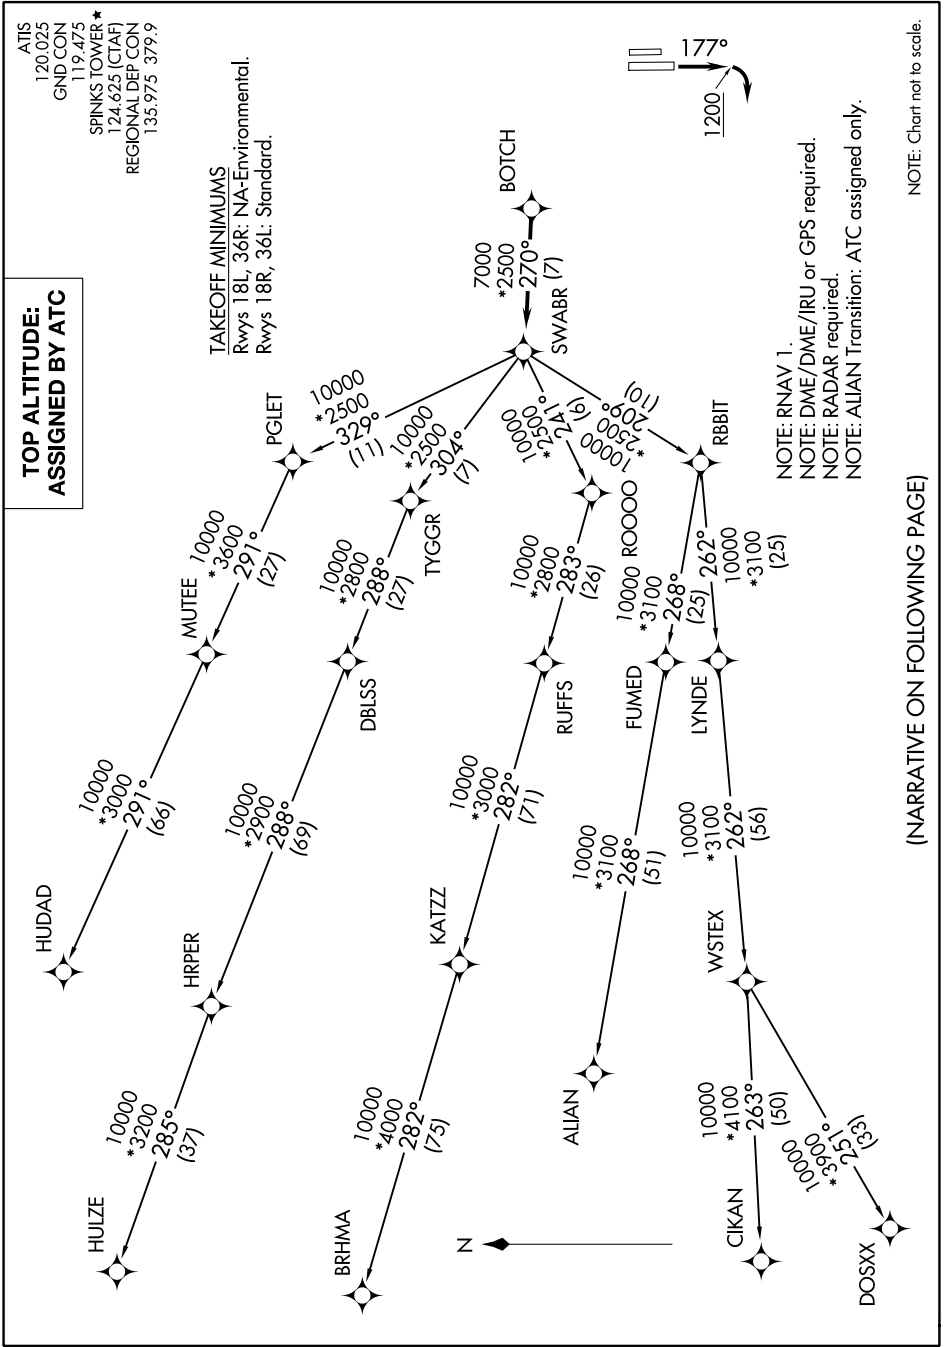 TOP ALTITUDE:
ASSIGNED BY ATC
ATIS
120.025
GND CON
119.475
SPINKS TOWER★
124.625 (CTAF)
REGIONAL DEP CON
135.975 379.9
TAKEOFF MINIMUMS
Rwys 18L, 36R: NA-Environmental.
Rwys 18R, 36L: Standard.
HULZE
10000
*3200
285°
(37)
HRPER
10000
*2900
288°
(69)
DBLSS
10000
*2800
288°
(27)
TYGGR
10000
*2500
304°
(7)
HUDAD
10000
*3000
291°
(66)
MUTEE
10000
*3600
291°
(27)
PGLET
10000
*2500
329°
(11)
BRHMA
10000
*4000
282°
(75)
KATZZ
10000
*3000
282°
(71)
RUFFS
10000
*2800
283°
(26)
ROOOO
10000
*2500
241°
(6)
SWABR
7000
*2500
270°
(7)
BOTCH
ALIAN
10000
*3100
268°
(51)
FUMED
10000
*3100
268°
(25)
RBBIT
10000
*2500
209°
(10)
CIKAN
10000
*4100
263°
(50)
WSTEX
10000
*3100
262°
(56)
LYNDE
262°
10000
*3100
(25)
DOSXX
10000
*3900
251°
(33)
N
177°
1200
NOTE: RNAV 1.
NOTE: DME/DME/IRU or GPS required.
NOTE: RADAR required.
NOTE: ALIAN Transition: ATC assigned only.
NOTE: Chart not to scale.
(NARRATIVE ON FOLLOWING PAGE)